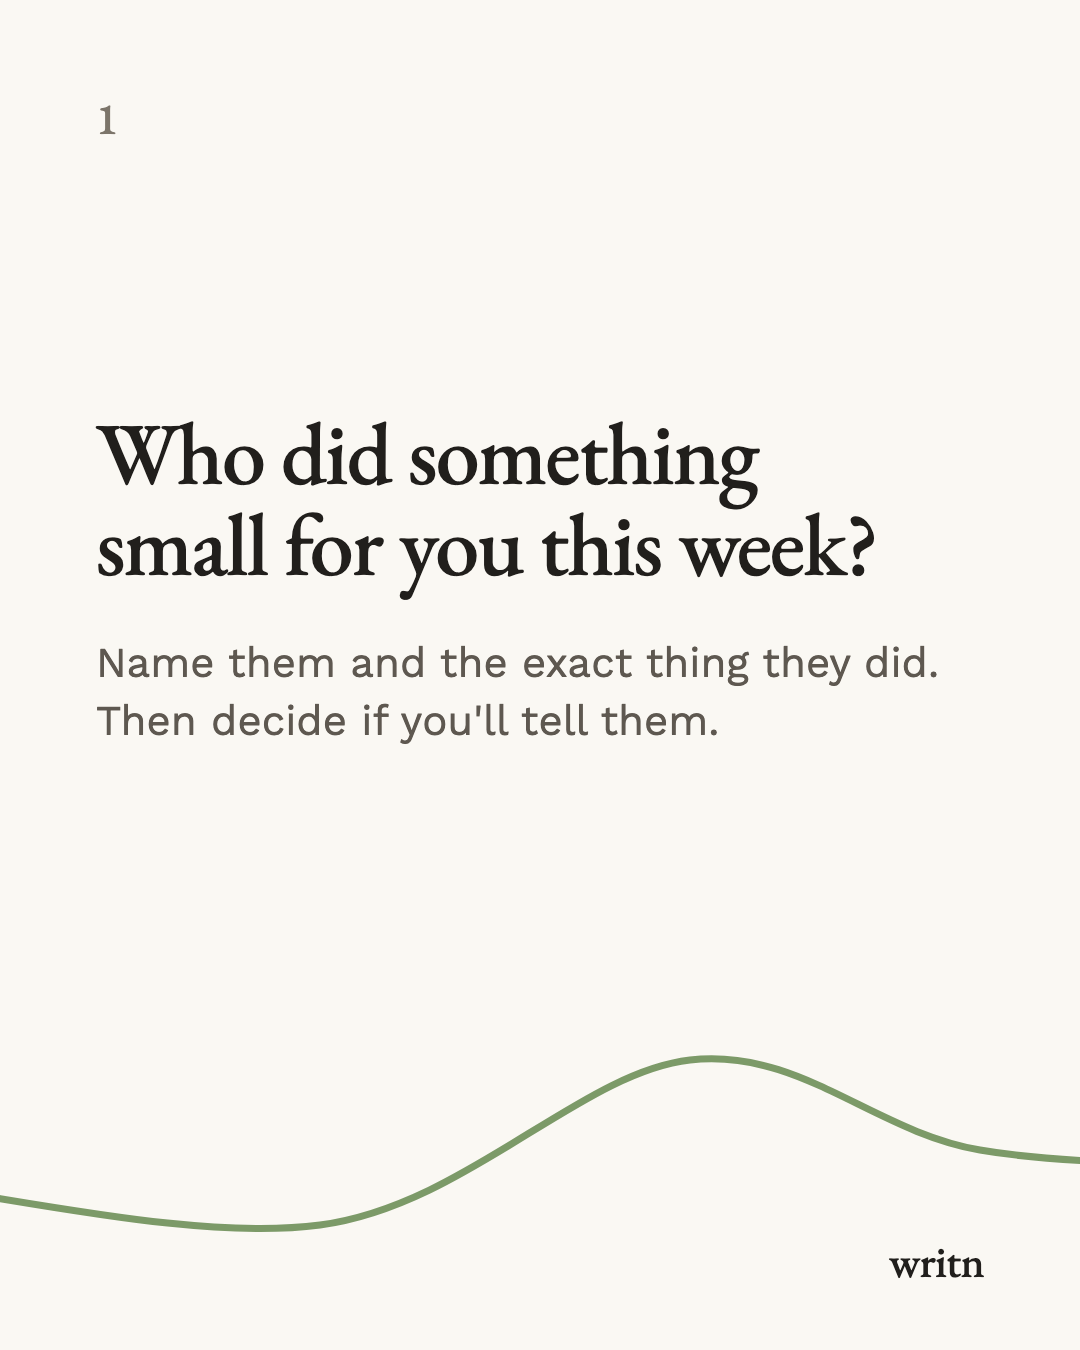 1
Who did something
small for you this week?
Name them and the exact thing they did.
Then decide if you'll tell them.
writn